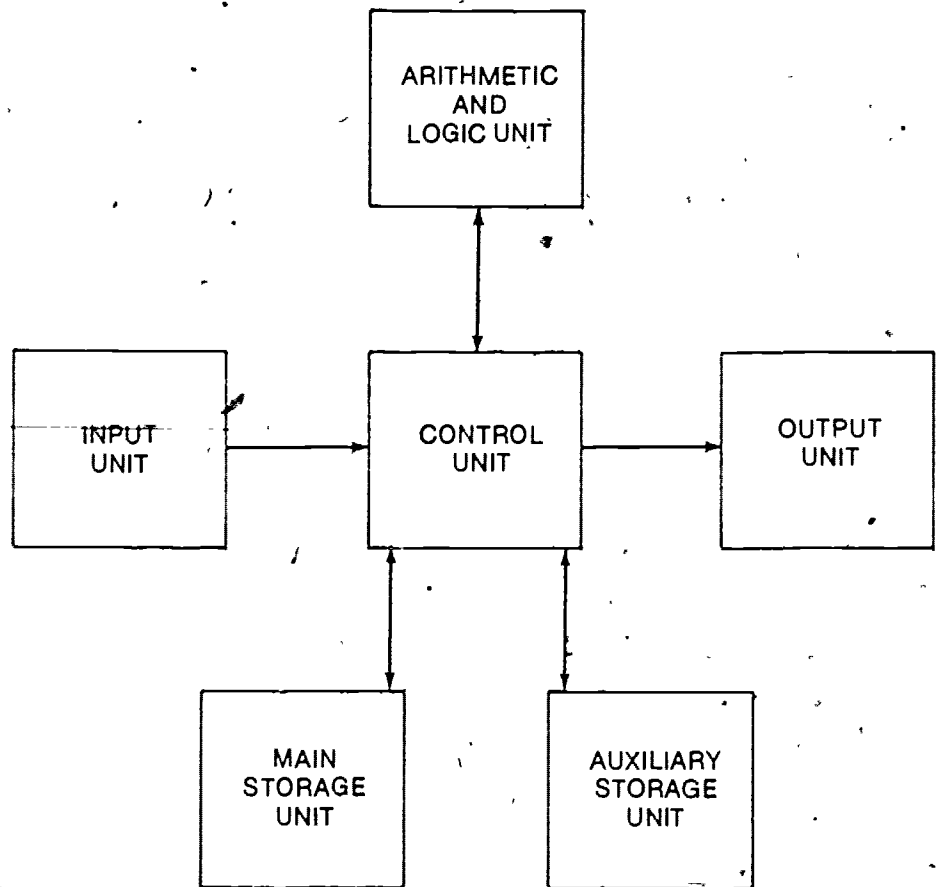 ARITHMETIC
AND
LOGIC UNIT
INPUT
UNIT
CONTROL
UNIT
OUTPUT
UNIT
MAIN
STORAGE
UNIT
AUXILIARY
STORAGE
UNIT